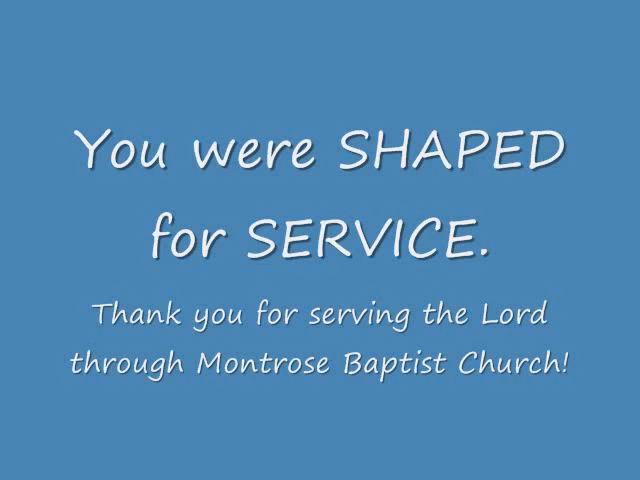 You were SHAPED
for SERVICE.
Thank you for serving the Lord
through Montrose Baptist Church!